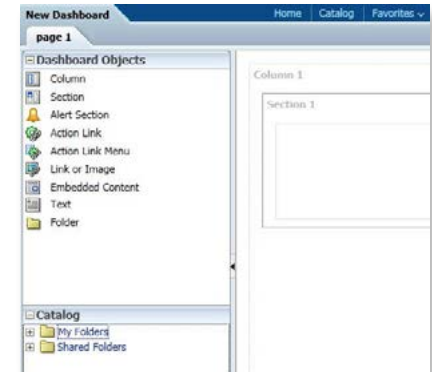 New Dashboard
Home Catalog Favorites
page 1
Dashboard Objects
Column
Section
Alert Section
Action Link
Action Link Menu
Link or Image
Embedded Content
Text
Folder
Column 1
Section 1
Catalog
My Folders
Shared Folders